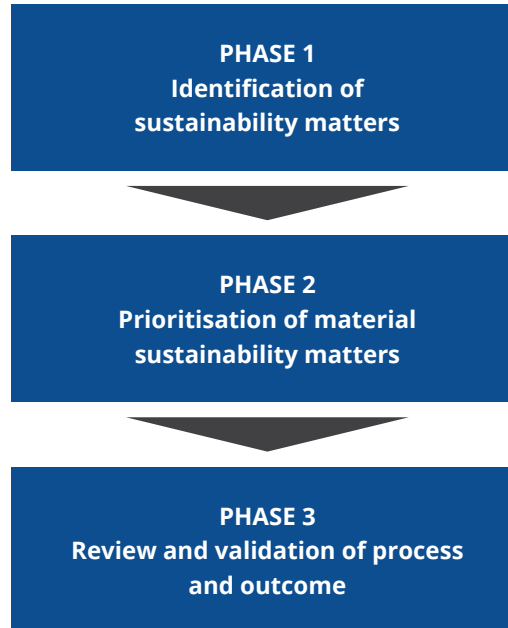 PHASE 1
Identification of
sustainability matters
PHASE 2
Prioritisation of material
sustainability matters
PHASE 3
Review and validation of process
and outcome